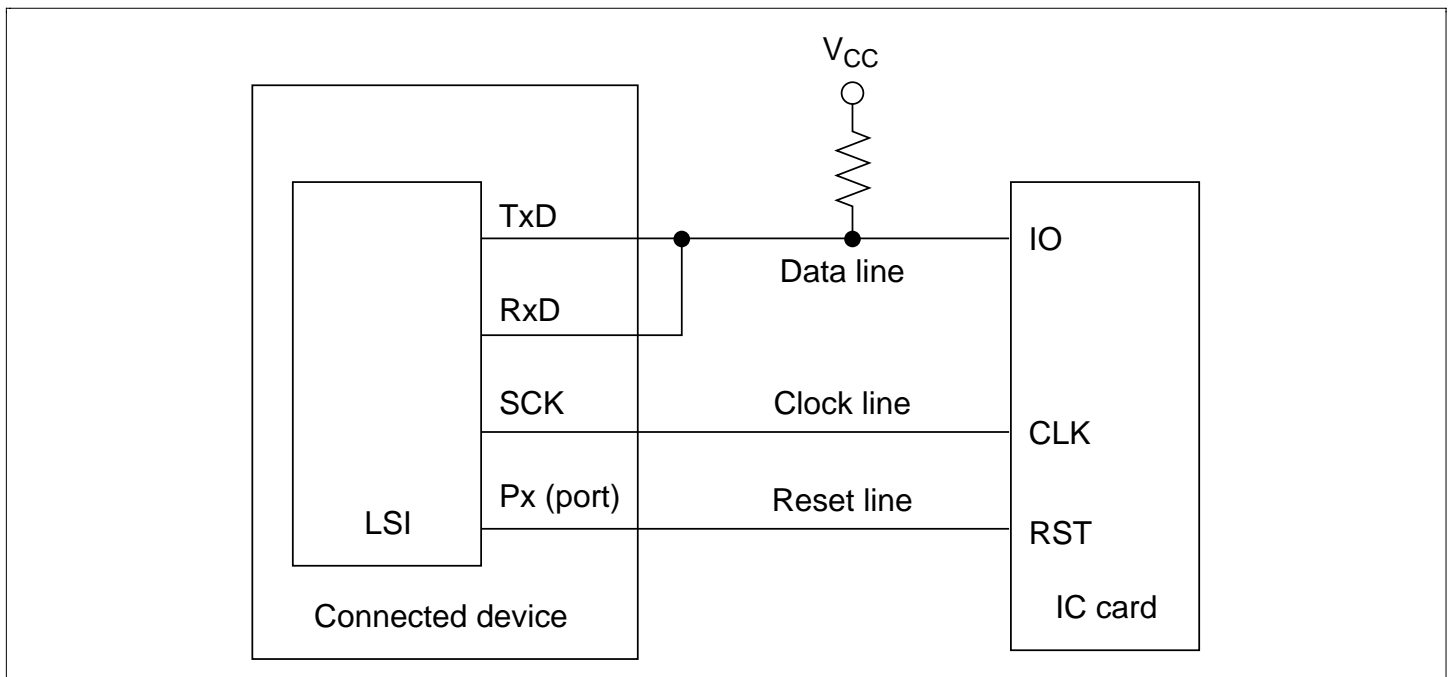 VCC
TxD
IO
Data line
RxD
SCK
Clock line
CLK
Px (port)
Reset line
LSI
RST
Connected device
IC card